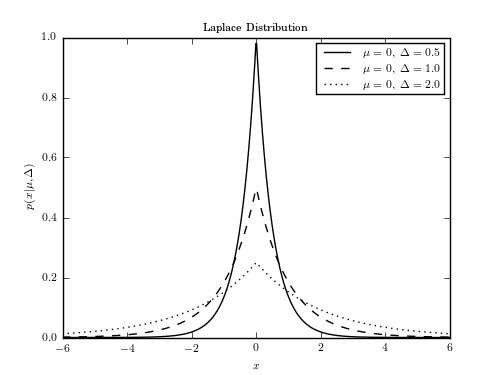 Laplace Distribution
1.0
0.8
0.6
0.4
0.2
0.0
p(x|μ, Δ)
μ = 0, Δ = 0.5
μ = 0, Δ = 1.0
μ = 0, Δ = 2.0
−6 −4 −2 0 2 4 6
x